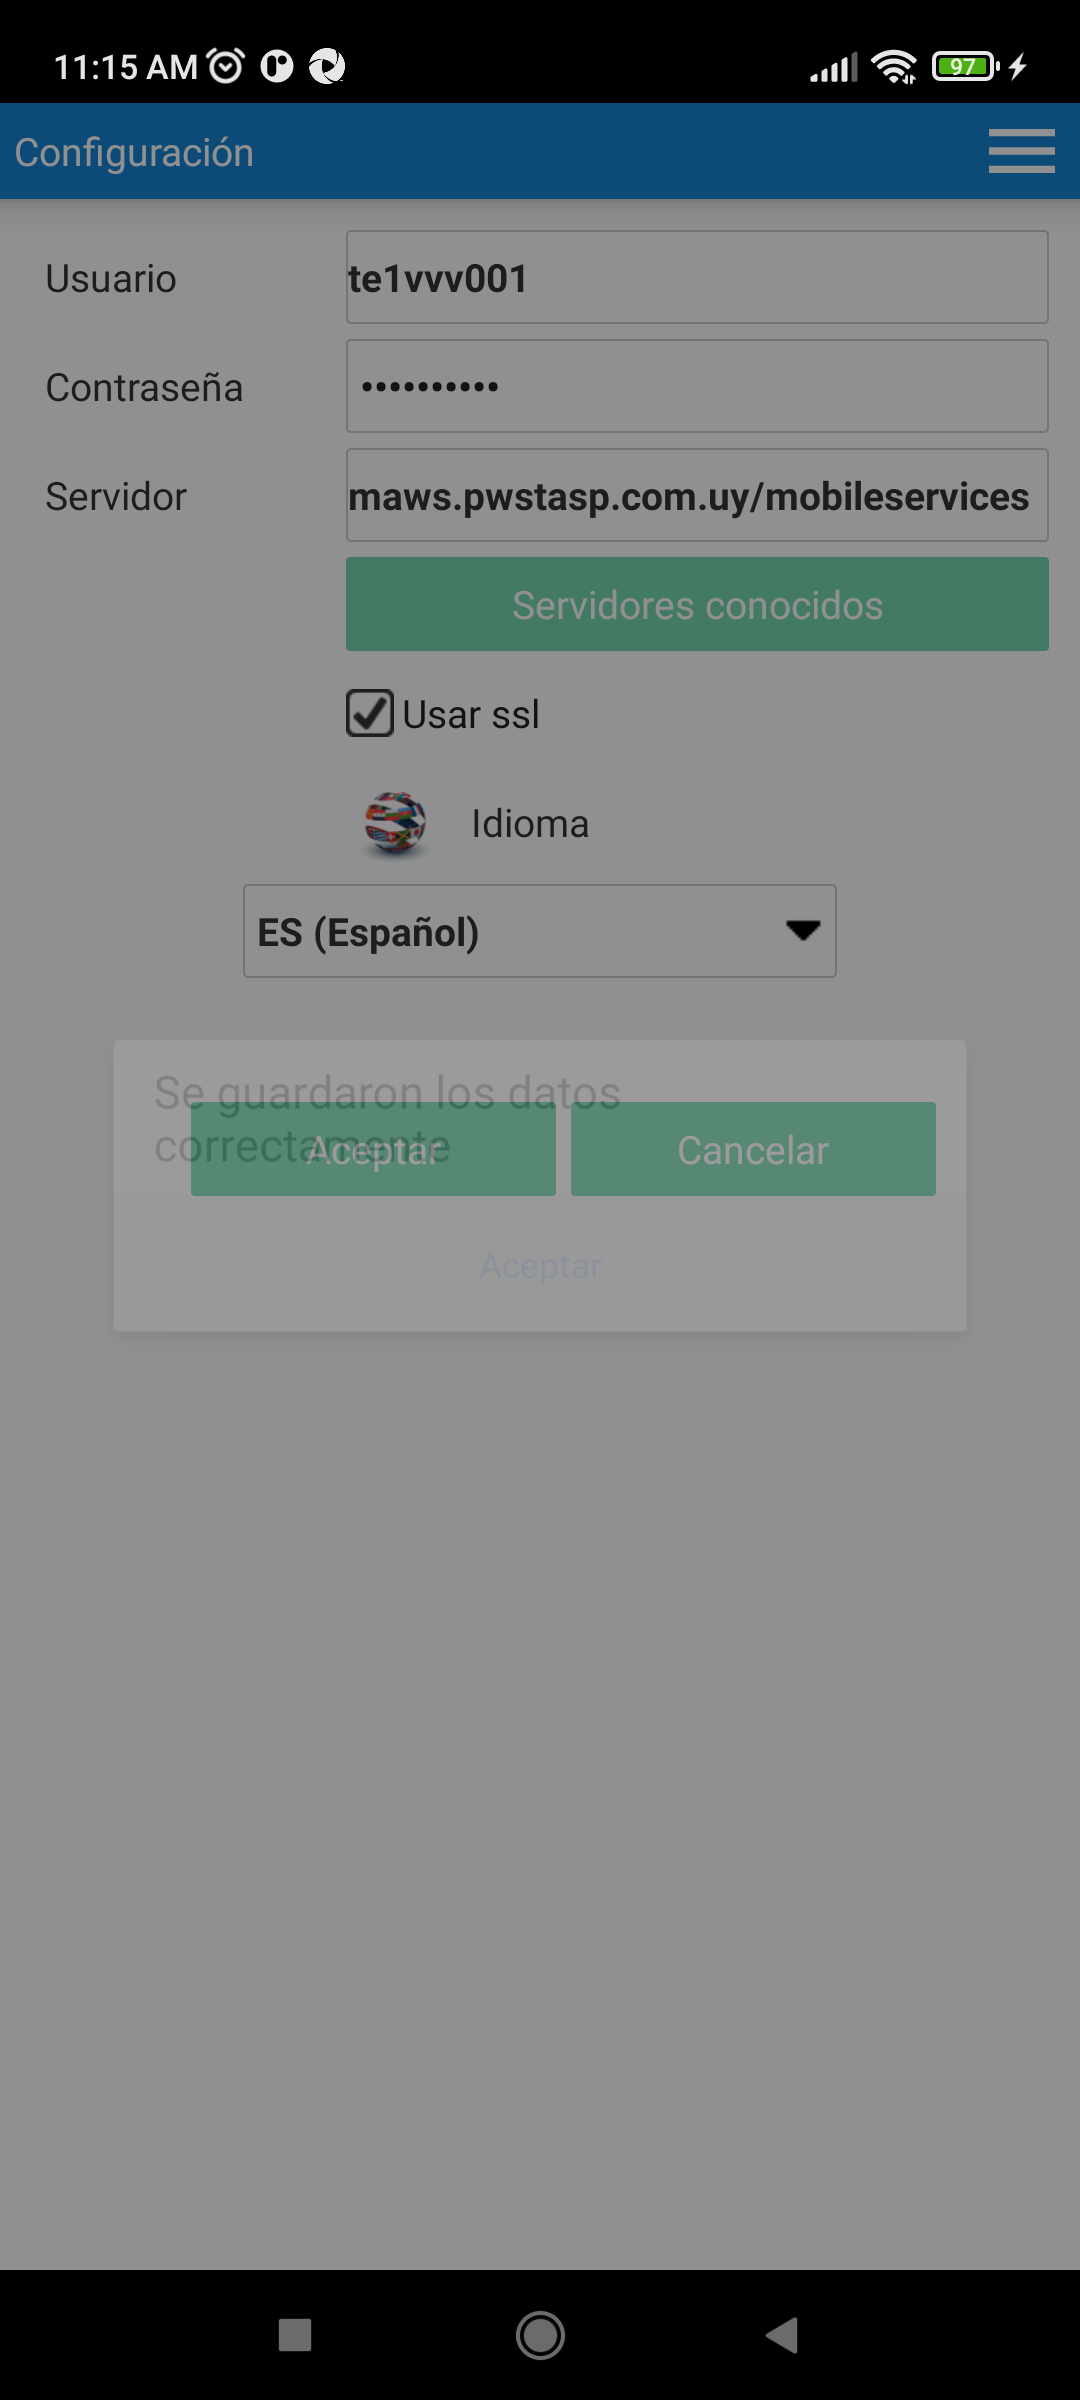 11:15 AM
97
Configuración
Usuario
te1vvv001
Contraseña
••••••••••
Servidor
maws.pwstasp.com.uy/mobileservices
Servidores conocidos
Usar ssl
Idioma
ES (Español)
Se guardaron los datos
correctamente
Aceptar
Cancelar
Aceptar